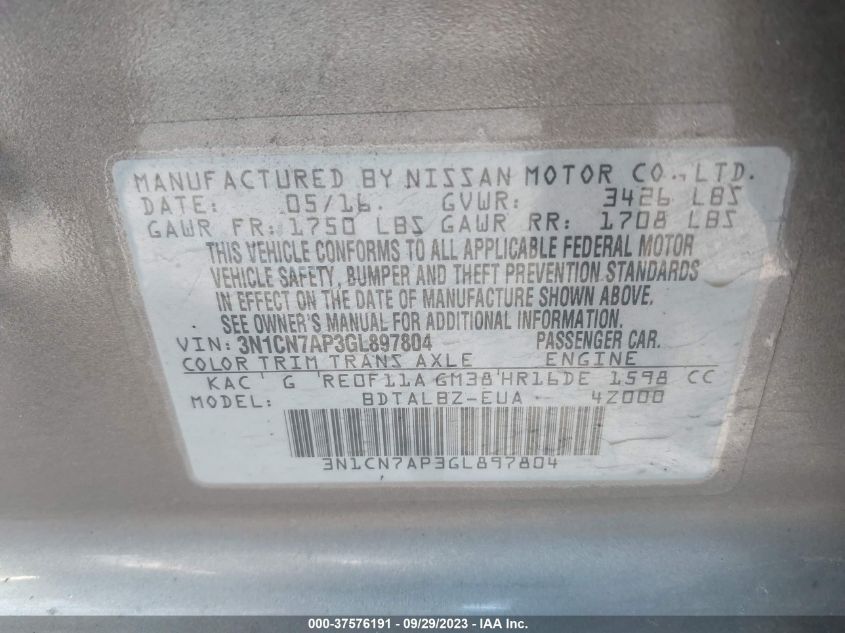 MANUFACTURED BY NISSAN MOTOR CO., LTD.
DATE: 05/16. GVWR: 3426 LBS
GAWR FR: 1750 LBS GAWR RR: 1708 LBS
THIS VEHICLE CONFORMS TO ALL APPLICABLE FEDERAL MOTOR
VEHICLE SAFETY, BUMPER AND THEFT PREVENTION STANDARDS
IN EFFECT ON THE DATE OF MANUFACTURE SHOWN ABOVE.
SEE OWNER'S MANUAL FOR ADDITIONAL INFORMATION.
VIN: 3N1CN7AP3GL897804 PASSENGER CAR.
COLOR TRIM TRANS AXLE ENGINE
KAC G RE0F11A GM38 HR16DE 1598 CC
MODEL: BDTALBZ-EUA 4Z000
3N1CN7AP3GL897804
000-37576191 - 09/29/2023 - IAA Inc.